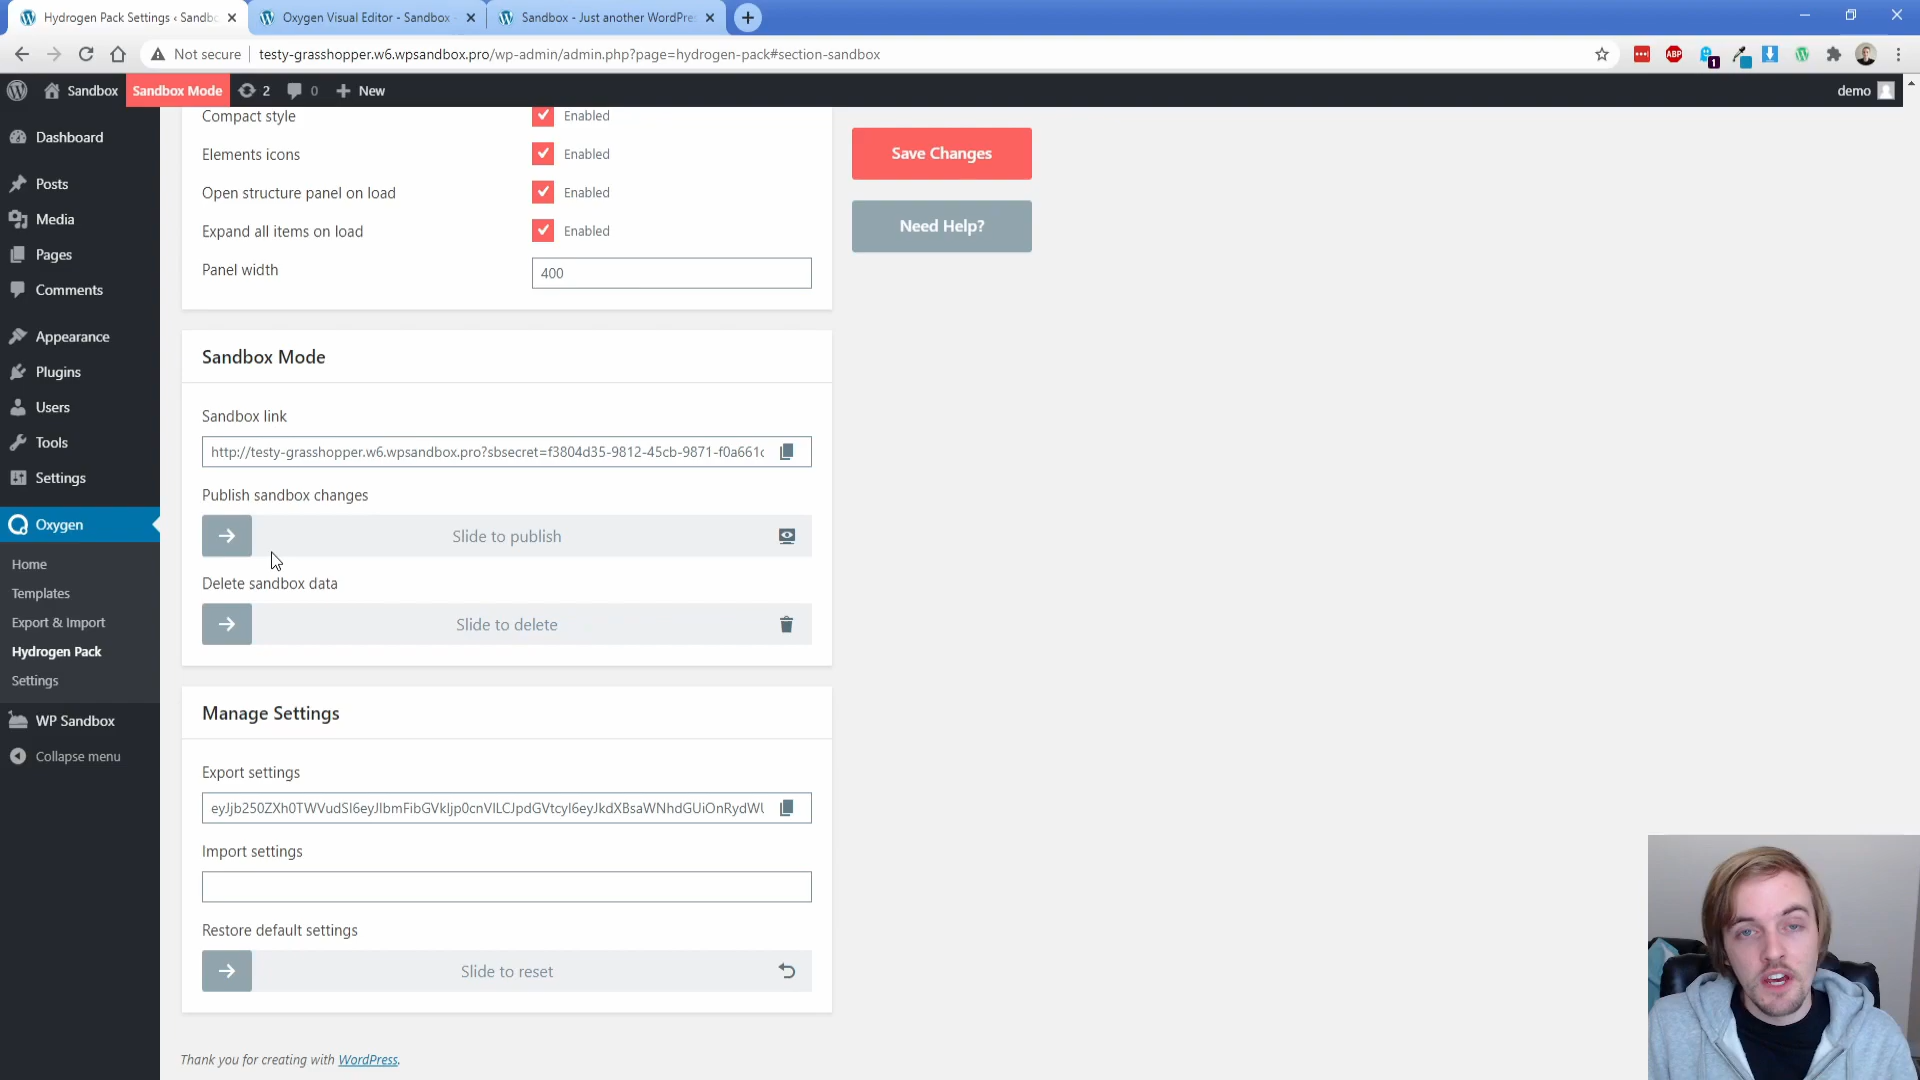 Hydrogen Pack Settings ‹ Sandbo
Oxygen Visual Editor - Sandbox -
Sandbox - Just another WordPre
Not secure
testy-grasshopper.w6.wpsandbox.pro/wp-admin/admin.php?page=hydrogen-pack#section-sandbox
ABP
1
Sandbox
Sandbox Mode
2
0
New
demo
Dashboard
Posts
Media
Pages
Comments
Appearance
Plugins
Users
Tools
Settings
Oxygen
Home
Templates
Export & Import
Hydrogen Pack
Settings
WP Sandbox
Collapse menu
Compact style
Enabled
Elements icons
Enabled
Open structure panel on load
Enabled
Expand all items on load
Enabled
Panel width
400
Save Changes
Need Help?
Sandbox Mode
Sandbox link
http://testy-grasshopper.w6.wpsandbox.pro?sbsecret=f3804d35-9812-45cb-9871-f0a661c
Publish sandbox changes
Slide to publish
Delete sandbox data
Slide to delete
Manage Settings
Export settings
Import settings
Restore default settings
Slide to reset
Thank you for creating with WordPress.